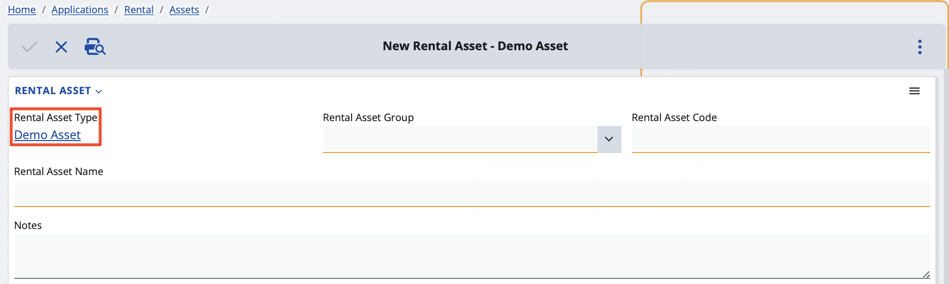 Home / Applications / Rental / Assets /
New Rental Asset - Demo Asset
RENTAL ASSET
Rental Asset Type
Demo Asset
Rental Asset Group
Rental Asset Code
Rental Asset Name
Notes